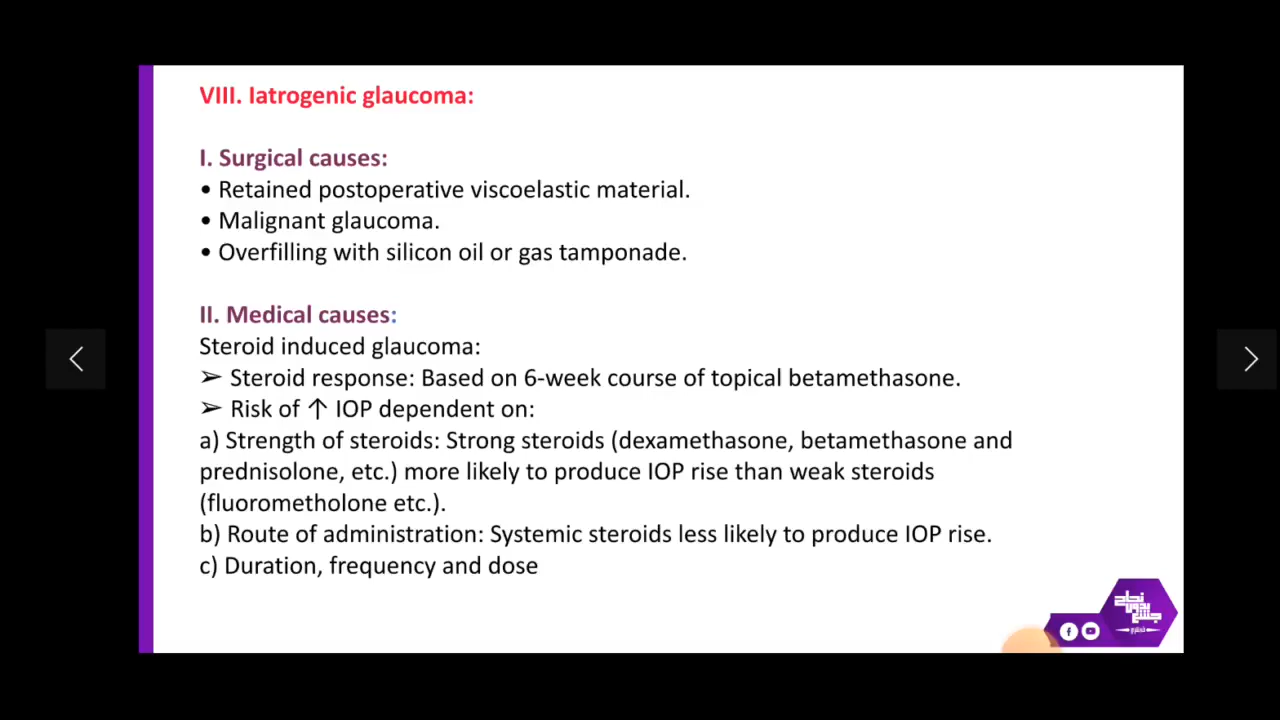 VIII. Iatrogenic glaucoma:
I. Surgical causes:
• Retained postoperative viscoelastic material.
• Malignant glaucoma.
• Overfilling with silicon oil or gas tamponade.
II. Medical causes:
Steroid induced glaucoma:
➢ Steroid response: Based on 6-week course of topical betamethasone.
➢ Risk of ↑ IOP dependent on:
a) Strength of steroids: Strong steroids (dexamethasone, betamethasone and
prednisolone, etc.) more likely to produce IOP rise than weak steroids
(fluorometholone etc.).
b) Route of administration: Systemic steroids less likely to produce IOP rise.
c) Duration, frequency and dose